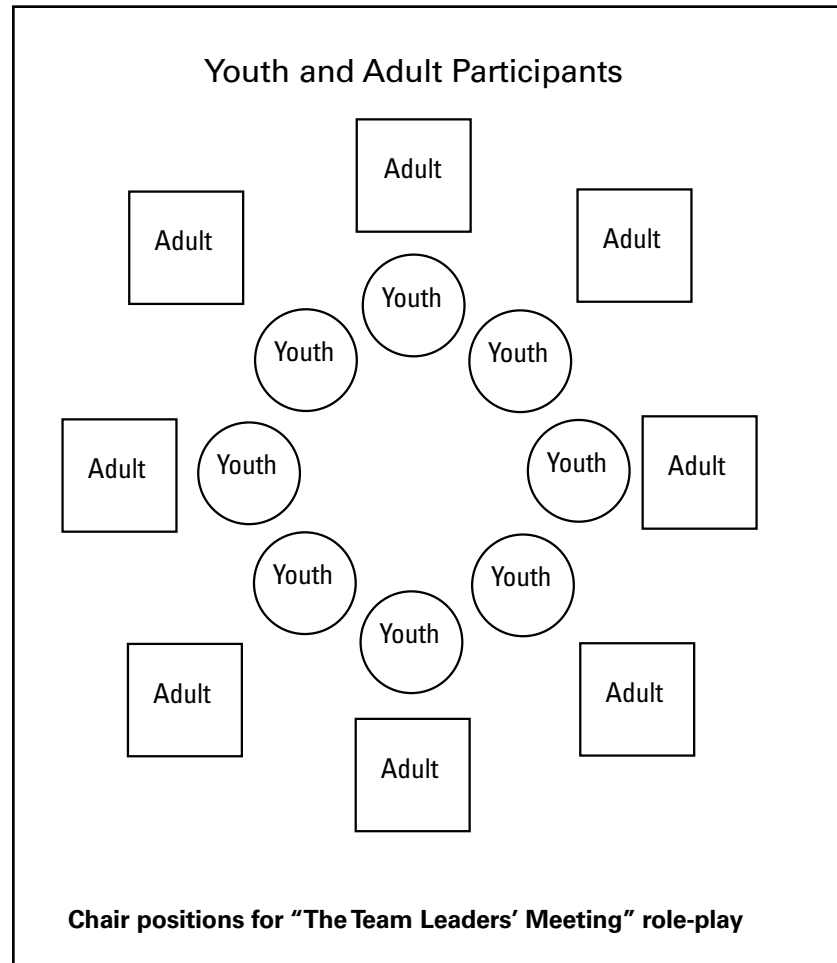 Youth and Adult Participants
Adult
Adult
Adult
Youth
Youth
Youth
Adult
Youth
Youth
Adult
Youth
Youth
Youth
Adult
Adult
Adult
Chair positions for “The Team Leaders’ Meeting” role-play